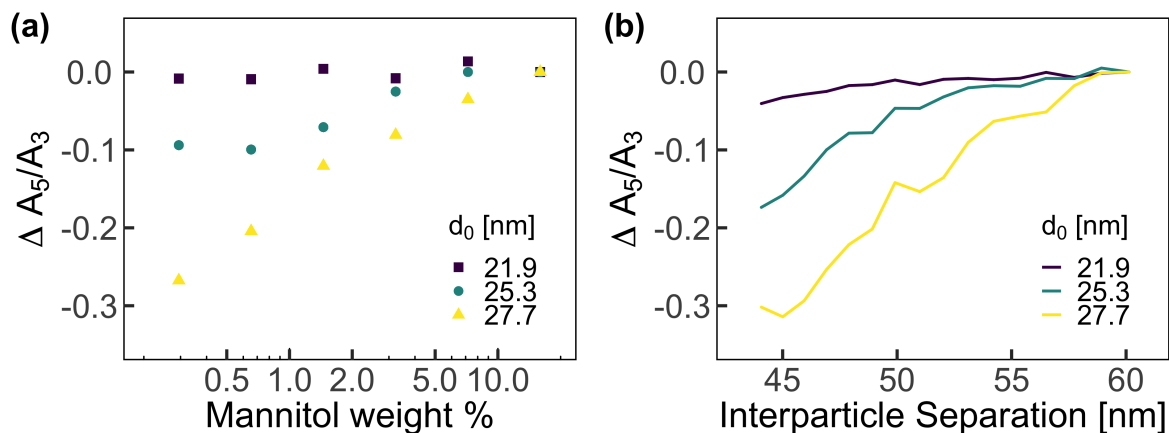 (a)
Δ A5/A3
0.0
-0.1
-0.2
-0.3
d0 [nm]
21.9
25.3
27.7
0.5 1.0 2.0 5.0 10.0
Mannitol weight %
(b)
Δ A5/A3
0.0
-0.1
-0.2
-0.3
d0 [nm]
21.9
25.3
27.7
45 50 55 60
Interparticle Separation [nm]